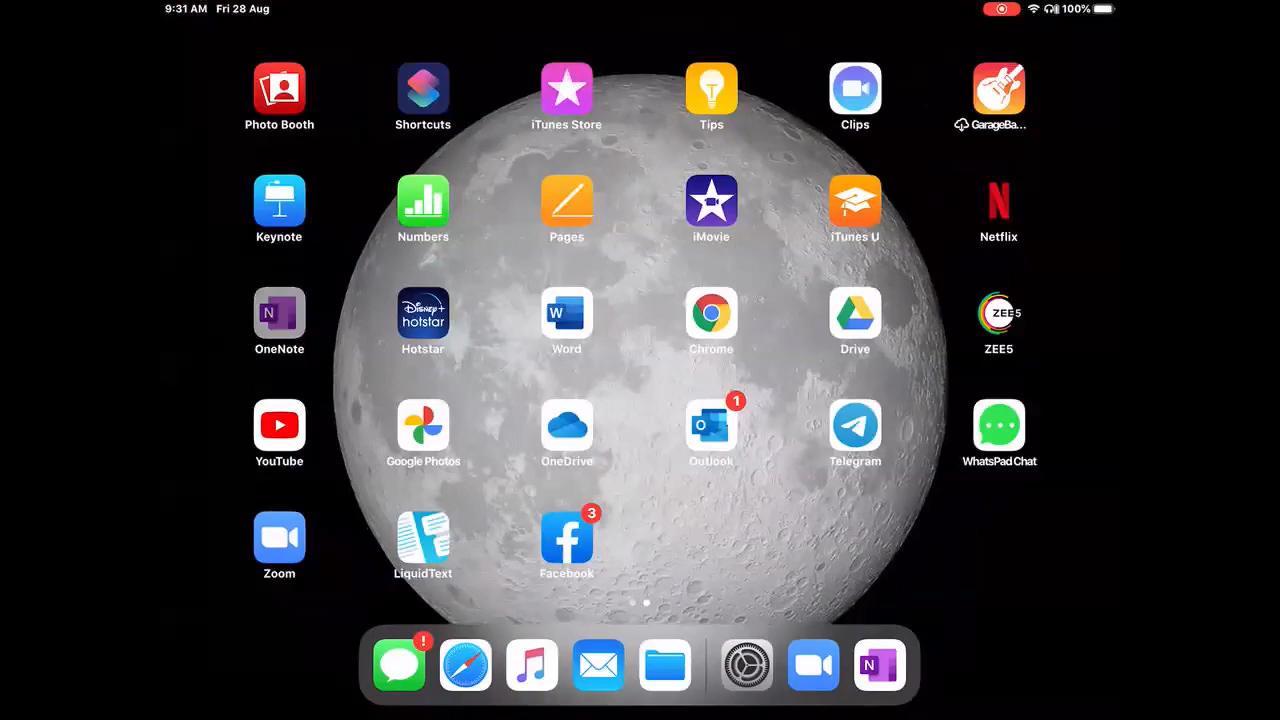 9:31 AM Fri 28 Aug 100%
Photo Booth Shortcuts iTunes Store Tips Clips GarageBa...
Keynote Numbers Pages iMovie iTunes U Netflix
N
N DISNEY+ hotstar W ZEE5
OneNote Hotstar Word Chrome Drive ZEE5
1
O
YouTube Google Photos OneDrive Outlook Telegram WhatsPad Chat
3
Zoom LiquidText Facebook
!
N